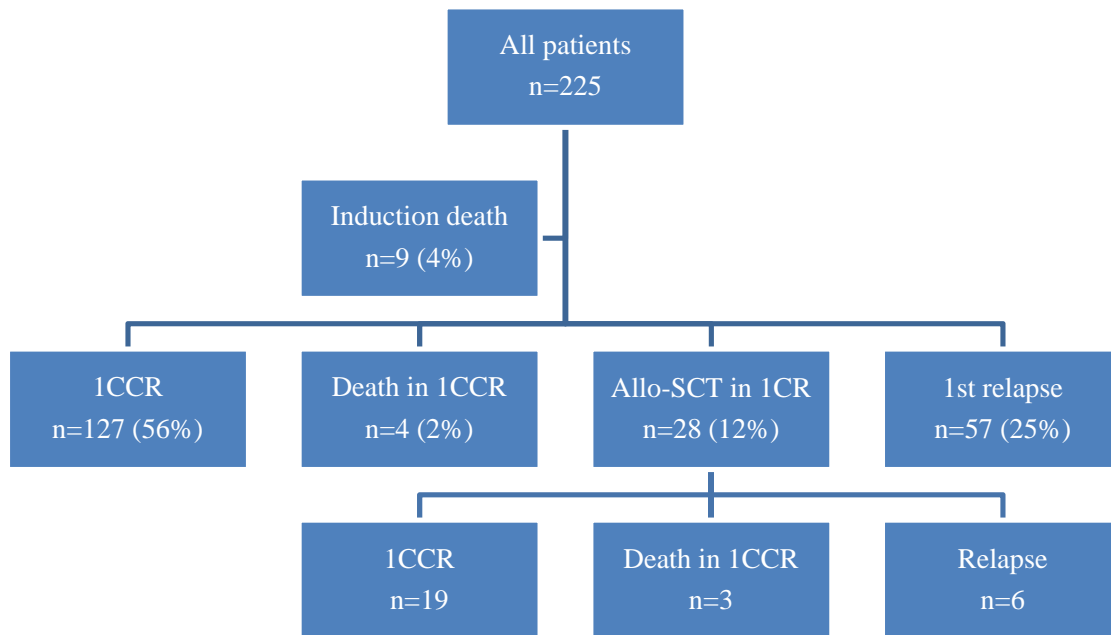 All patients
n=225
Induction death
n=9 (4%)
1CCR
n=127 (56%)
Death in 1CCR
n=4 (2%)
Allo-SCT in 1CR
n=28 (12%)
1st relapse
n=57 (25%)
1CCR
n=19
Death in 1CCR
n=3
Relapse
n=6